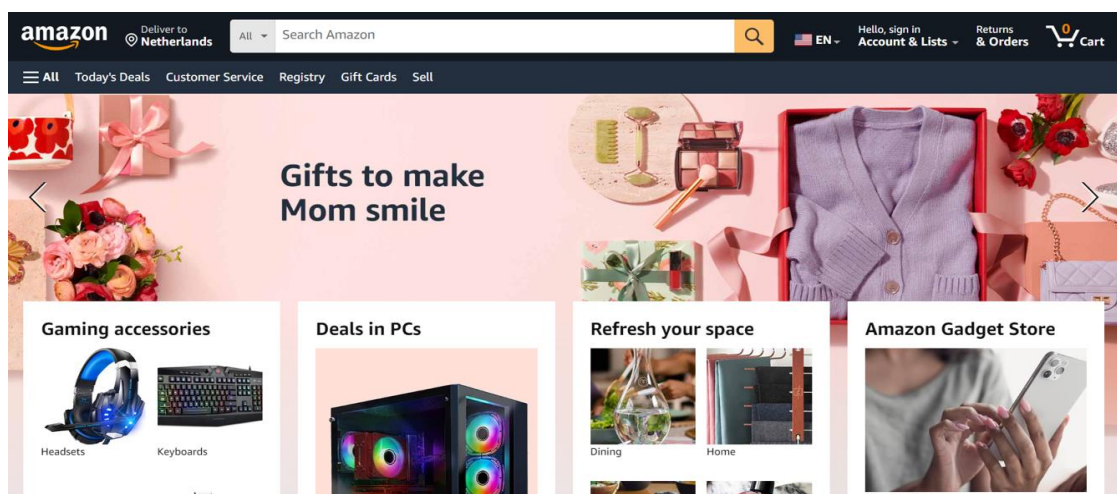 amazon
Deliver to
Netherlands
All
Search Amazon
EN
Hello, sign in
Account & Lists
Returns
& Orders
0
Cart
All
Today's Deals
Customer Service
Registry
Gift Cards
Sell
Gifts to make
Mom smile
Gaming accessories
Headsets
Keyboards
Deals in PCs
Refresh your space
Dining
Home
Amazon Gadget Store